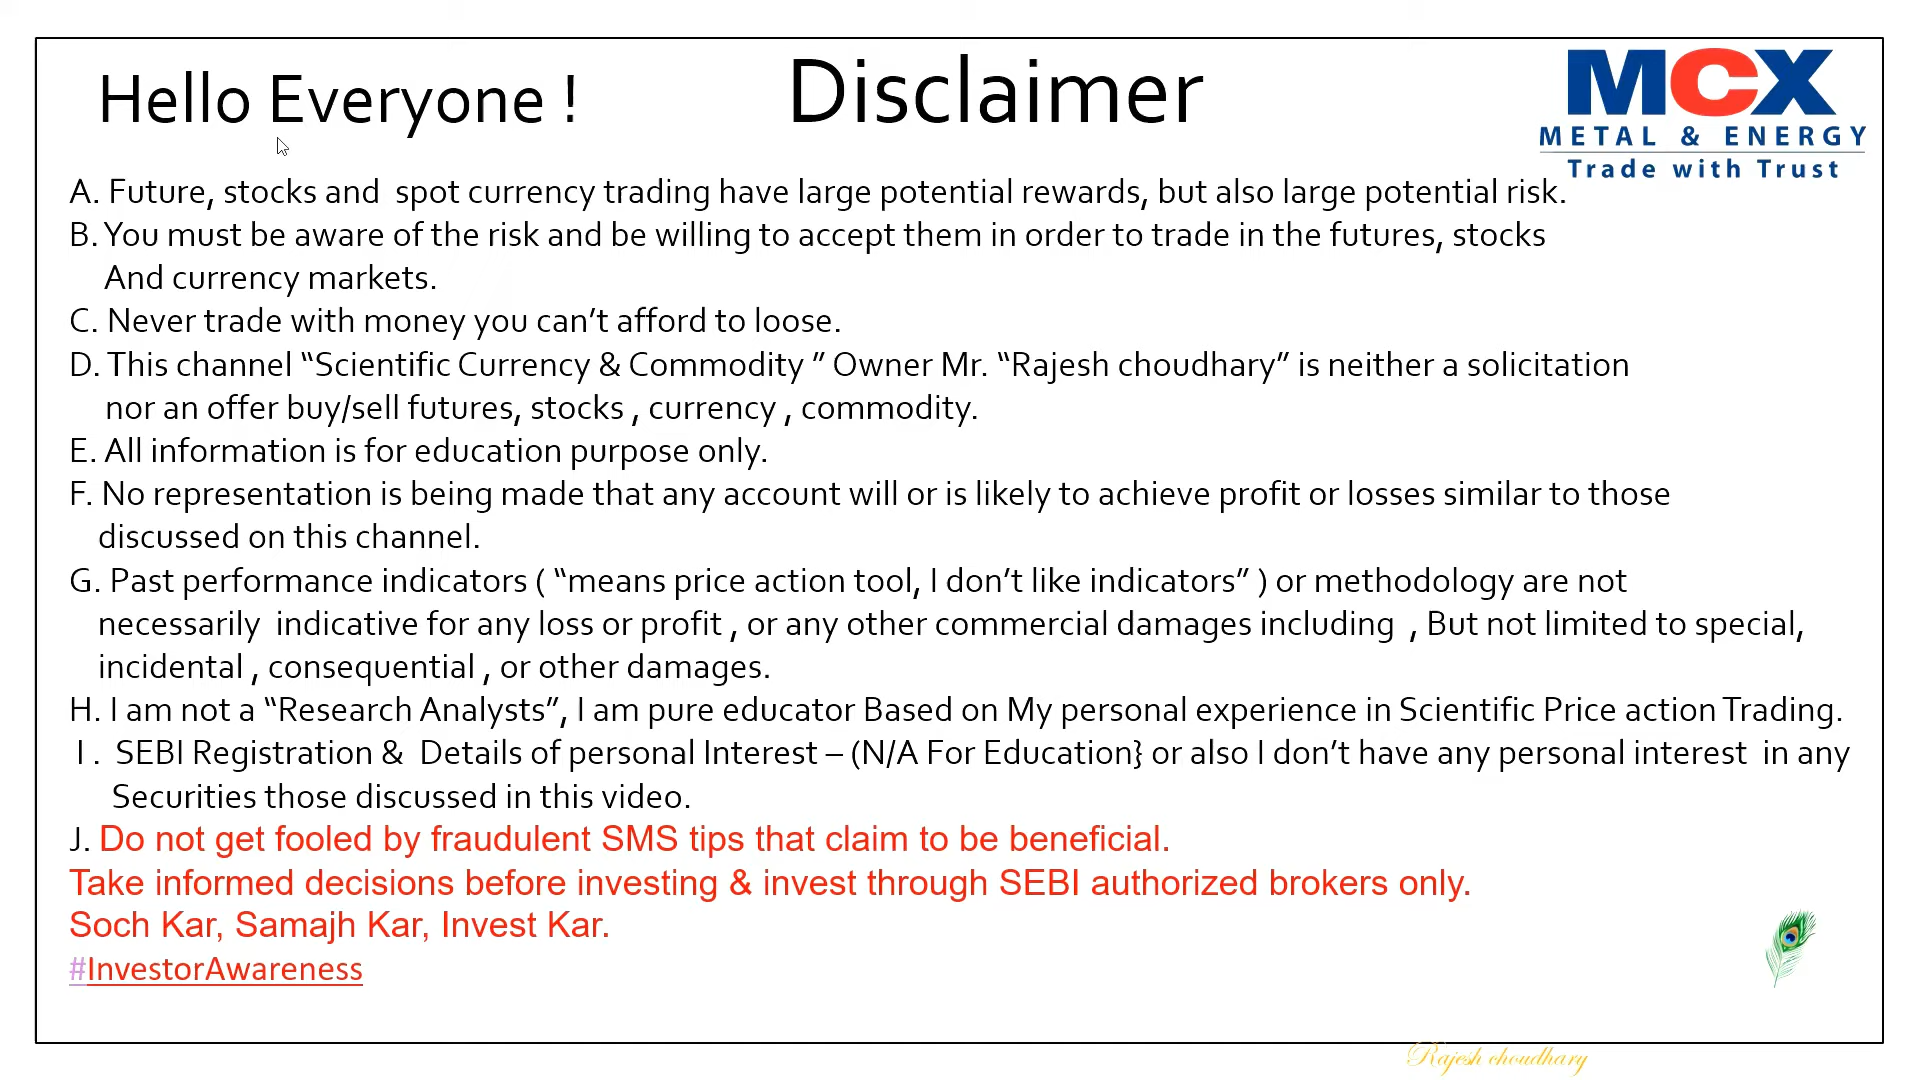 Hello Everyone !
Disclaimer
MCX
METAL & ENERGY
Trade with Trust
A. Future, stocks and spot currency trading have large potential rewards, but also large potential risk.
B. You must be aware of the risk and be willing to accept them in order to trade in the futures, stocks
And currency markets.
C. Never trade with money you can’t afford to loose.
D. This channel “Scientific Currency & Commodity ” Owner Mr. “Rajesh choudhary” is neither a solicitation
nor an offer buy/sell futures, stocks , currency , commodity.
E. All information is for education purpose only.
F. No representation is being made that any account will or is likely to achieve profit or losses similar to those
discussed on this channel.
G. Past performance indicators ( “means price action tool, I don’t like indicators” ) or methodology are not
necessarily indicative for any loss or profit , or any other commercial damages including , But not limited to special,
incidental , consequential , or other damages.
H. I am not a “Research Analysts”, I am pure educator Based on My personal experience in Scientific Price action Trading.
I . SEBI Registration & Details of personal Interest – (N/A For Education} or also I don’t have any personal interest in any
Securities those discussed in this video.
J. Do not get fooled by fraudulent SMS tips that claim to be beneficial.
Take informed decisions before investing & invest through SEBI authorized brokers only.
Soch Kar, Samajh Kar, Invest Kar.
#InvestorAwareness
Rajesh choudhary